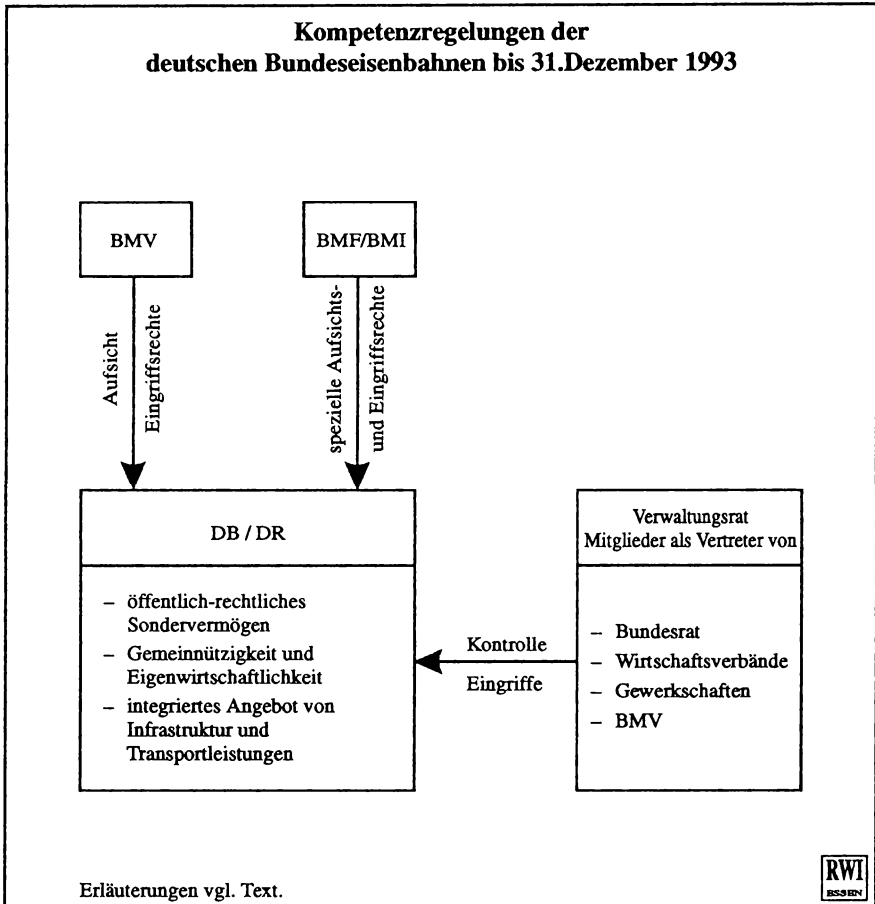 Kompetenzregelungen der
deutschen Bundeseisenbahnen bis 31.Dezember 1993
BMV
BMF/BMI
Aufsicht
Eingriffsrechte
spezielle Aufsichts-
und Eingriffsrechte
DB / DR
– öffentlich-rechtliches
Sondervermögen
– Gemeinnützigkeit und
Eigenwirtschaftlichkeit
– integriertes Angebot von
Infrastruktur und
Transportleistungen
Kontrolle
Eingriffe
Verwaltungsrat
Mitglieder als Vertreter von
– Bundesrat
– Wirtschaftsverbände
– Gewerkschaften
– BMV
Erläuterungen vgl. Text.
RWI
ESSEN